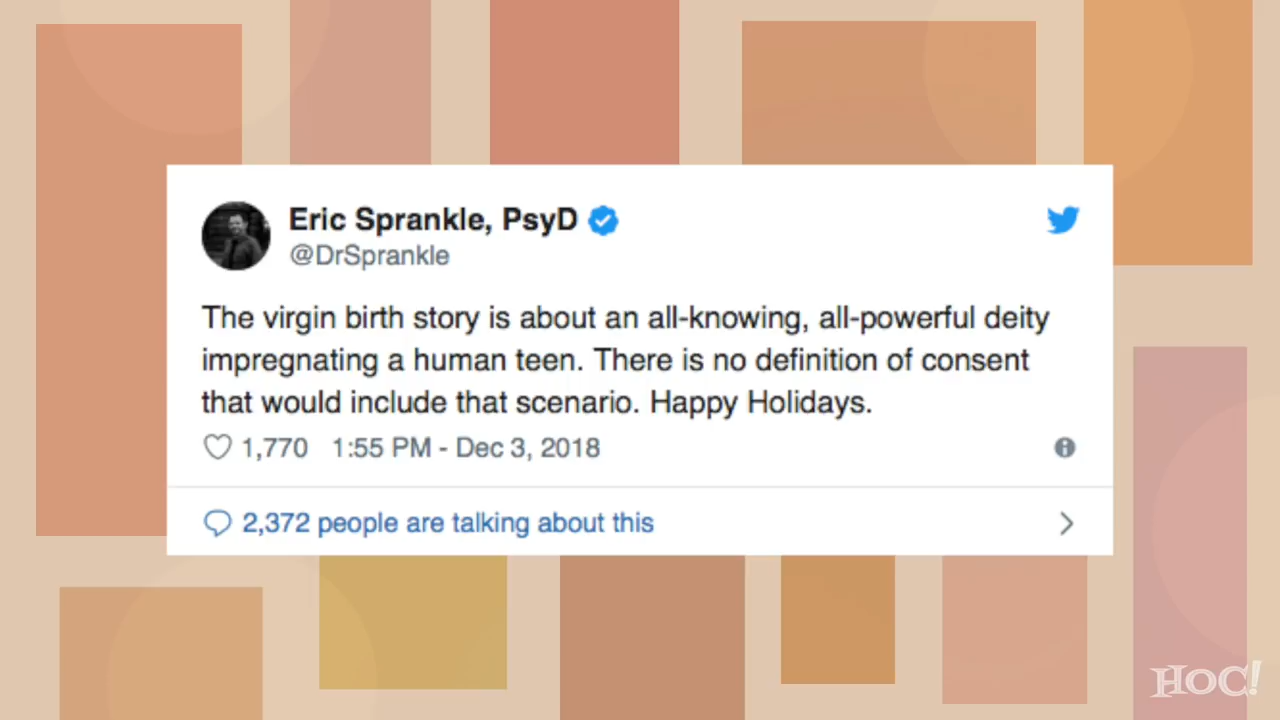 Eric Sprankle, PsyD
@DrSprankle
The virgin birth story is about an all-knowing, all-powerful deity
impregnating a human teen. There is no definition of consent
that would include that scenario. Happy Holidays.
1,770 1:55 PM - Dec 3, 2018
2,372 people are talking about this
HOC!